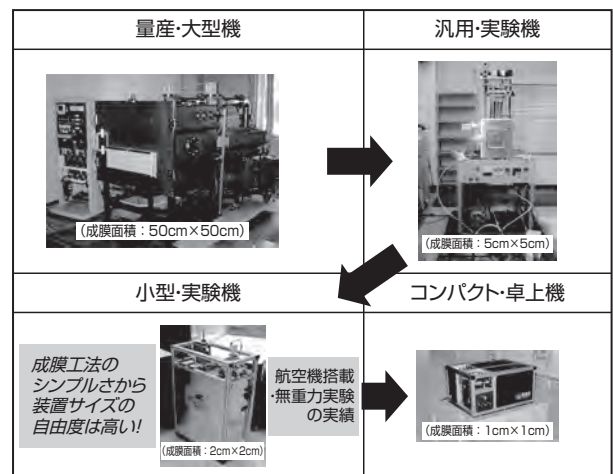 量産・大型機
汎用・実験機
(成膜面積：50cm×50cm)
(成膜面積：5cm×5cm)
小型・実験機
コンパクト・卓上機
成膜工法の
シンプルさから
装置サイズの
自由度は高い!
航空機搭載
・無重力実験
の実績
(成膜面積：2cm×2cm)
(成膜面積：1cm×1cm)